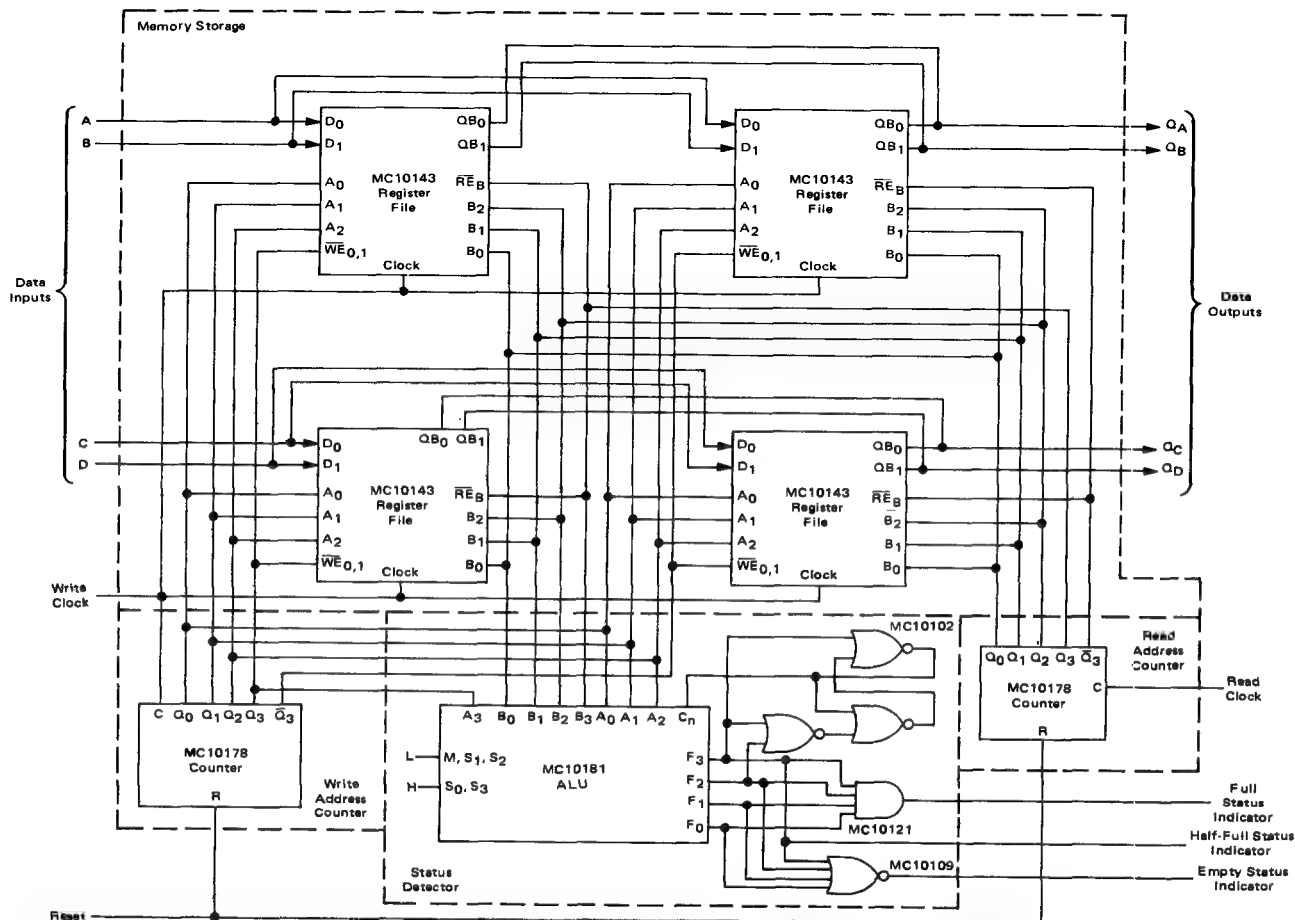 Memory Storage
A
B
Data
Inputs
C
D
D0
D1
A0
A1
A2
WE0,1
MC10143
Register
File
Clock
QB0
QB1
REB
B2
B1
B0
D0
D1
A0
A1
A2
WE0,1
MC10143
Register
File
Clock
QB0
QB1
REB
B2
B1
B0
QA
QB
Data
Outputs
QC
QD
D0
D1
A0
A1
A2
WE0,1
QB0 QB1
MC10143
Register
File
Clock
REB
B2
B1
B0
D0
D1
A0
A1
A2
WE0,1
MC10143
Register
File
Clock
QB0
QB1
REB
B2
B1
B0
Write
Clock
C Q0 Q1 Q2 Q3 Q3
MC10178
Counter
R
Write
Address
Counter
A3 B0 B1 B2 B3 A0 A1 A2 Cn
L M, S1, S2
H S0, S3
MC10181
ALU
F3
F2
F1
F0
Status
Detector
MC10102
MC10121
MC10109
Q0 Q1 Q2 Q3 Q3
MC10178
Counter
C
R
Read
Address
Counter
Read
Clock
Full
Status
Indicator
Half-Full Status
Indicator
Empty Status
Indicator
Reset